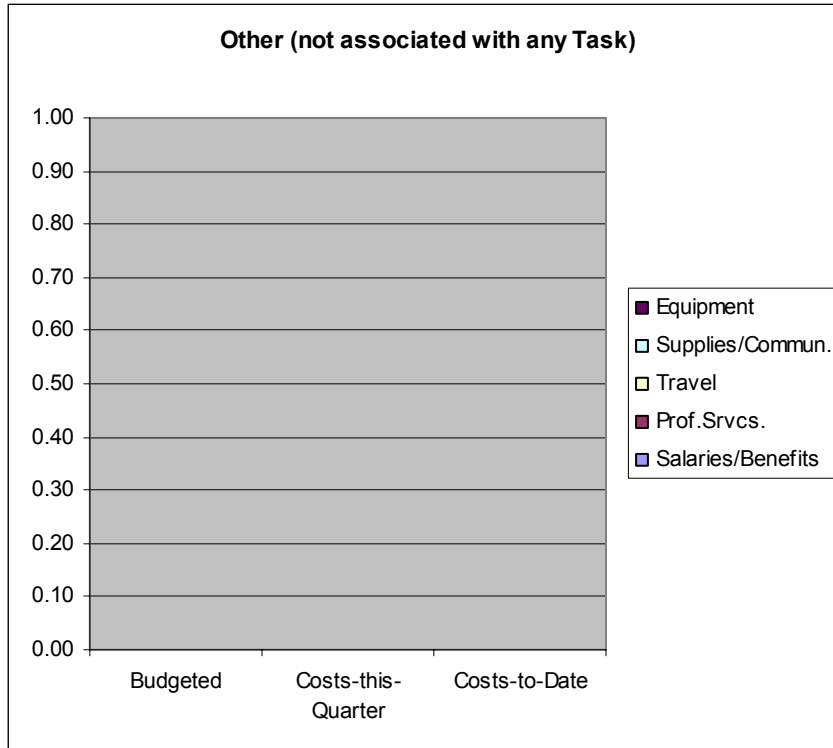 Other (not associated with any Task)
1.00
0.90
0.80
0.70
0.60
0.50
0.40
0.30
0.20
0.10
0.00
Budgeted
Costs-this-
Quarter
Costs-to-Date
Equipment
Supplies/Commun.
Travel
Prof.Srvcs.
Salaries/Benefits